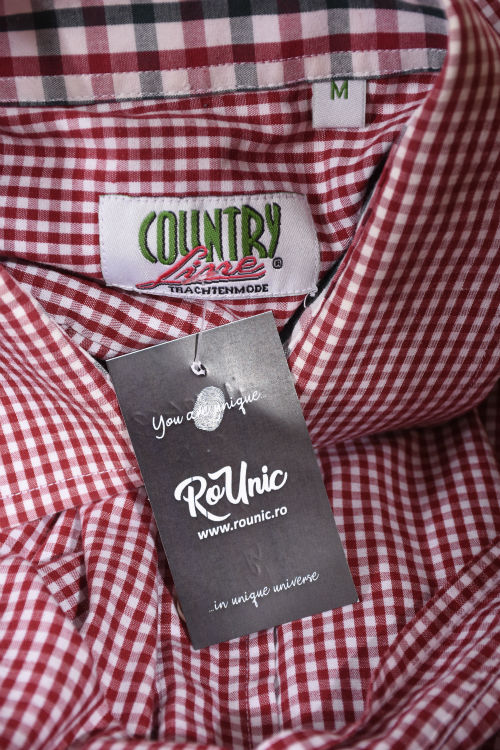 M
COUNTRY
Line ®
TRACHTENMODE
You are unique...
RoUnic
www.rounic.ro
...in unique universe